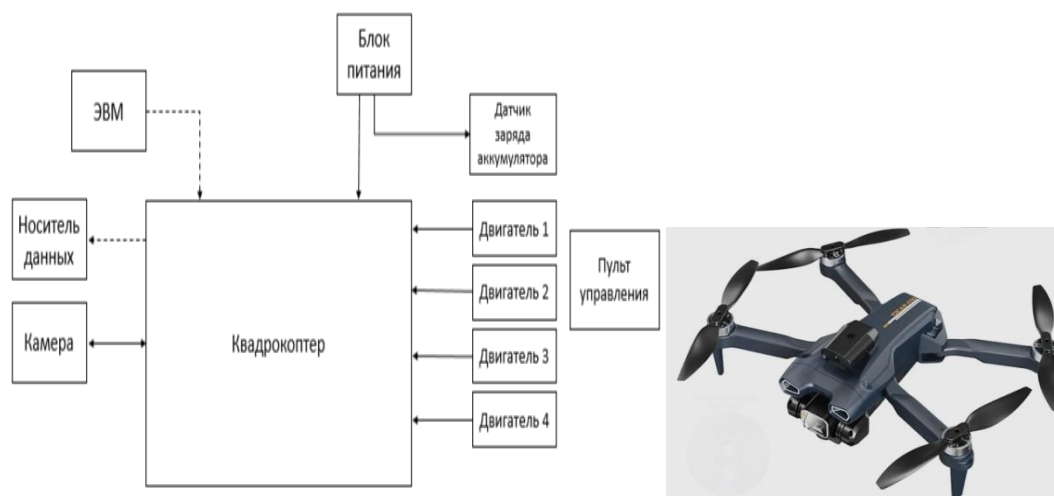 Блок
питания
ЭВМ
Датчик
заряда
аккумулятора
Носитель
данных
Двигатель 1
Двигатель 2
Пульт
управления
Камера
Квадрокоптер
Двигатель 3
Двигатель 4